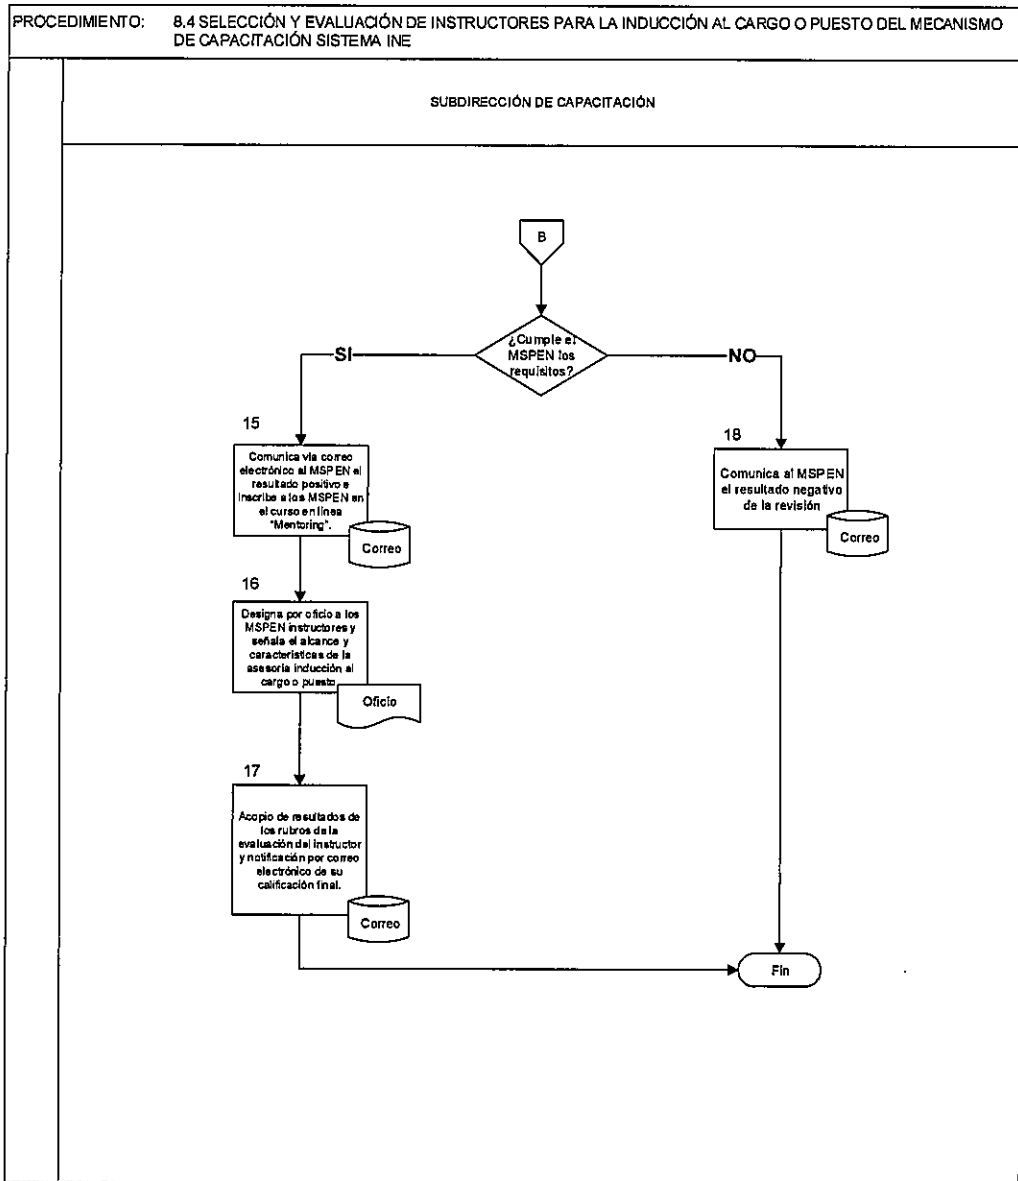 PROCEDIMIENTO: 8.4 SELECCIÓN Y EVALUACIÓN DE INSTRUCTORES PARA LA INDUCCIÓN AL CARGO O PUESTO DEL MECANISMO
DE CAPACITACIÓN SISTEMA INE
SUBDIRECCIÓN DE CAPACITACIÓN
B
¿Cumple el
MSPEN los
requisitos?
SI
NO
15
Comunica vía correo
electrónico al MSPEN el
resultado positivo e
inscribe a los MSPEN en
el curso en línea
"Mentoring".
Correo
18
Comunica al MSPEN
el resultado negativo
de la revisión
Correo
16
Designa por oficio a los
MSPEN instructores y
señala el alcance y
características de la
asesoría inducción al
cargo o puesto
Oficio
17
Acopio de resultados de
los rubros de la
evaluación del instructor
y notificación por correo
electrónico de su
calificación final.
Correo
Fin